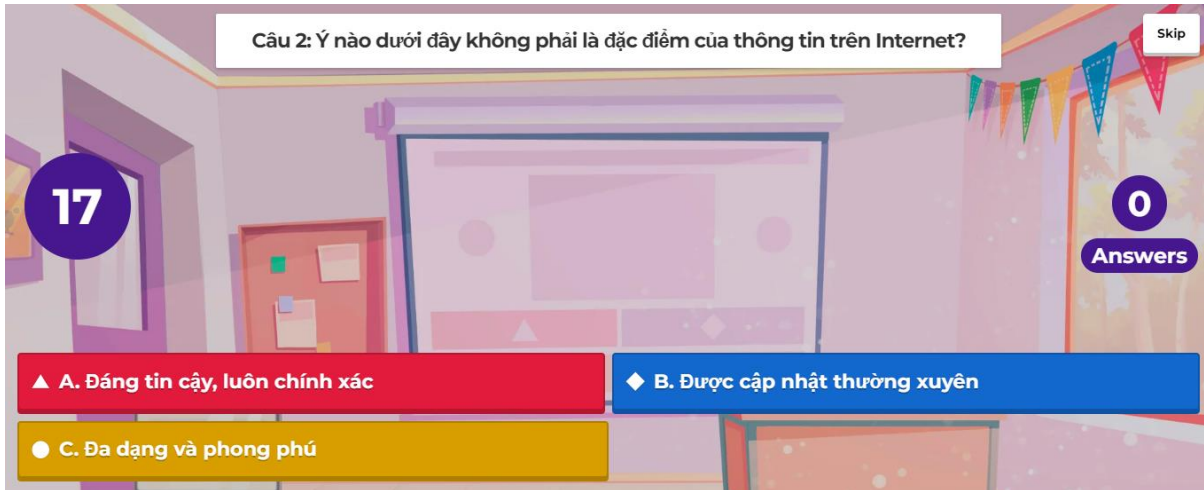 Câu 2: Ý nào dưới đây không phải là đặc điểm của thông tin trên Internet?
Skip
17
0
Answers
A. Đáng tin cậy, luôn chính xác
B. Được cập nhật thường xuyên
C. Đa dạng và phong phú